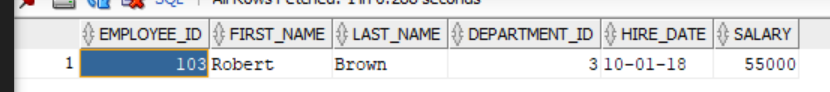 SQL | All Rows Fetched: 1 in 0.206 seconds
EMPLOYEE_ID FIRST_NAME LAST_NAME DEPARTMENT_ID HIRE_DATE SALARY
1 103 Robert Brown 3 10-01-18 55000